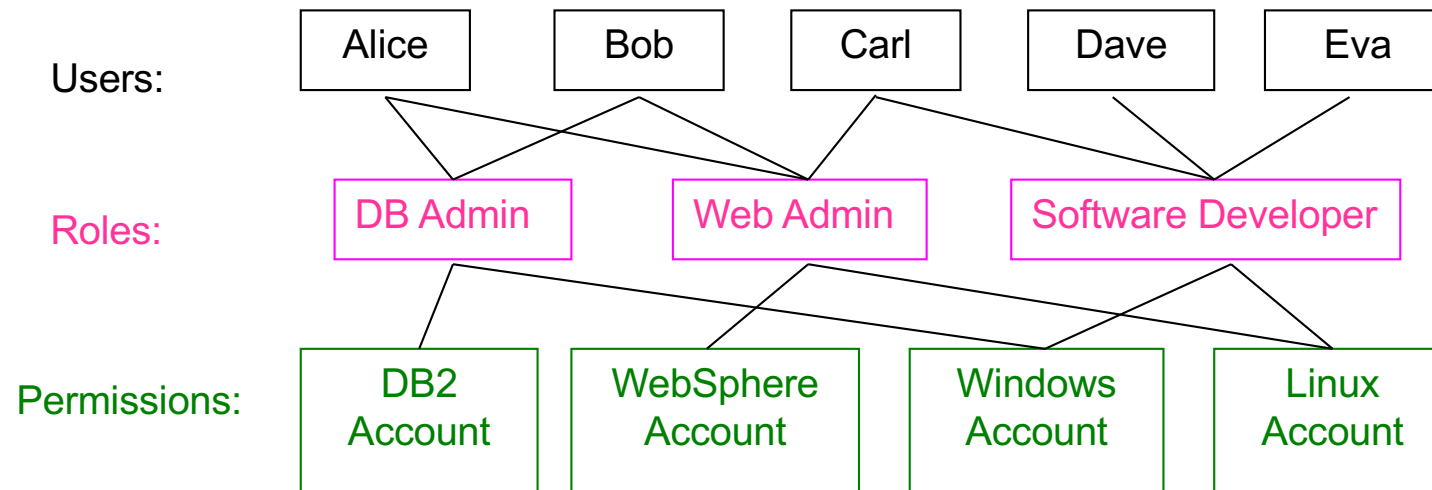 Users:
Alice
Bob
Carl
Dave
Eva
Roles:
DB Admin
Web Admin
Software Developer
Permissions:
DB2
Account
WebSphere
Account
Windows
Account
Linux
Account